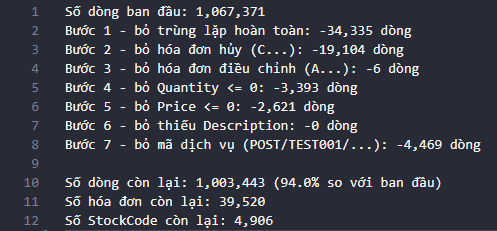 1 Số dòng ban đầu: 1,067,371
2 Bước 1 - bỏ trùng lặp hoàn toàn: -34,335 dòng
3 Bước 2 - bỏ hóa đơn hủy (C...): -19,104 dòng
4 Bước 3 - bỏ hóa đơn điều chỉnh (A...): -6 dòng
5 Bước 4 - bỏ Quantity <= 0: -3,393 dòng
6 Bước 5 - bỏ Price <= 0: -2,621 dòng
7 Bước 6 - bỏ thiếu Description: -0 dòng
8 Bước 7 - bỏ mã dịch vụ (POST/TEST001/...): -4,469 dòng
9
10 Số dòng còn lại: 1,003,443 (94.0% so với ban đầu)
11 Số hóa đơn còn lại: 39,520
12 Số StockCode còn lại: 4,906